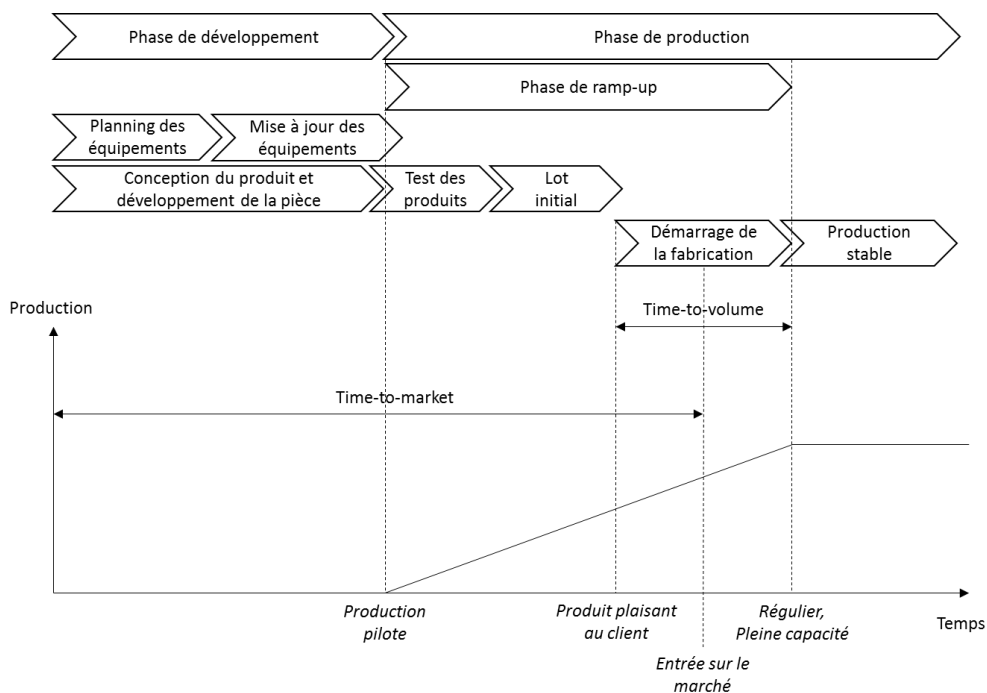 Phase de développement
Phase de production
Phase de ramp-up
Planning des
équipements
Mise à jour des
équipements
Conception du produit et
développement de la pièce
Test des
produits
Lot
initial
Démarrage de
la fabrication
Production
stable
Production
Time-to-volume
Time-to-market
Production
pilote
Produit plaisant
au client
Régulier,
Pleine capacité
Temps
Entrée sur le
marché